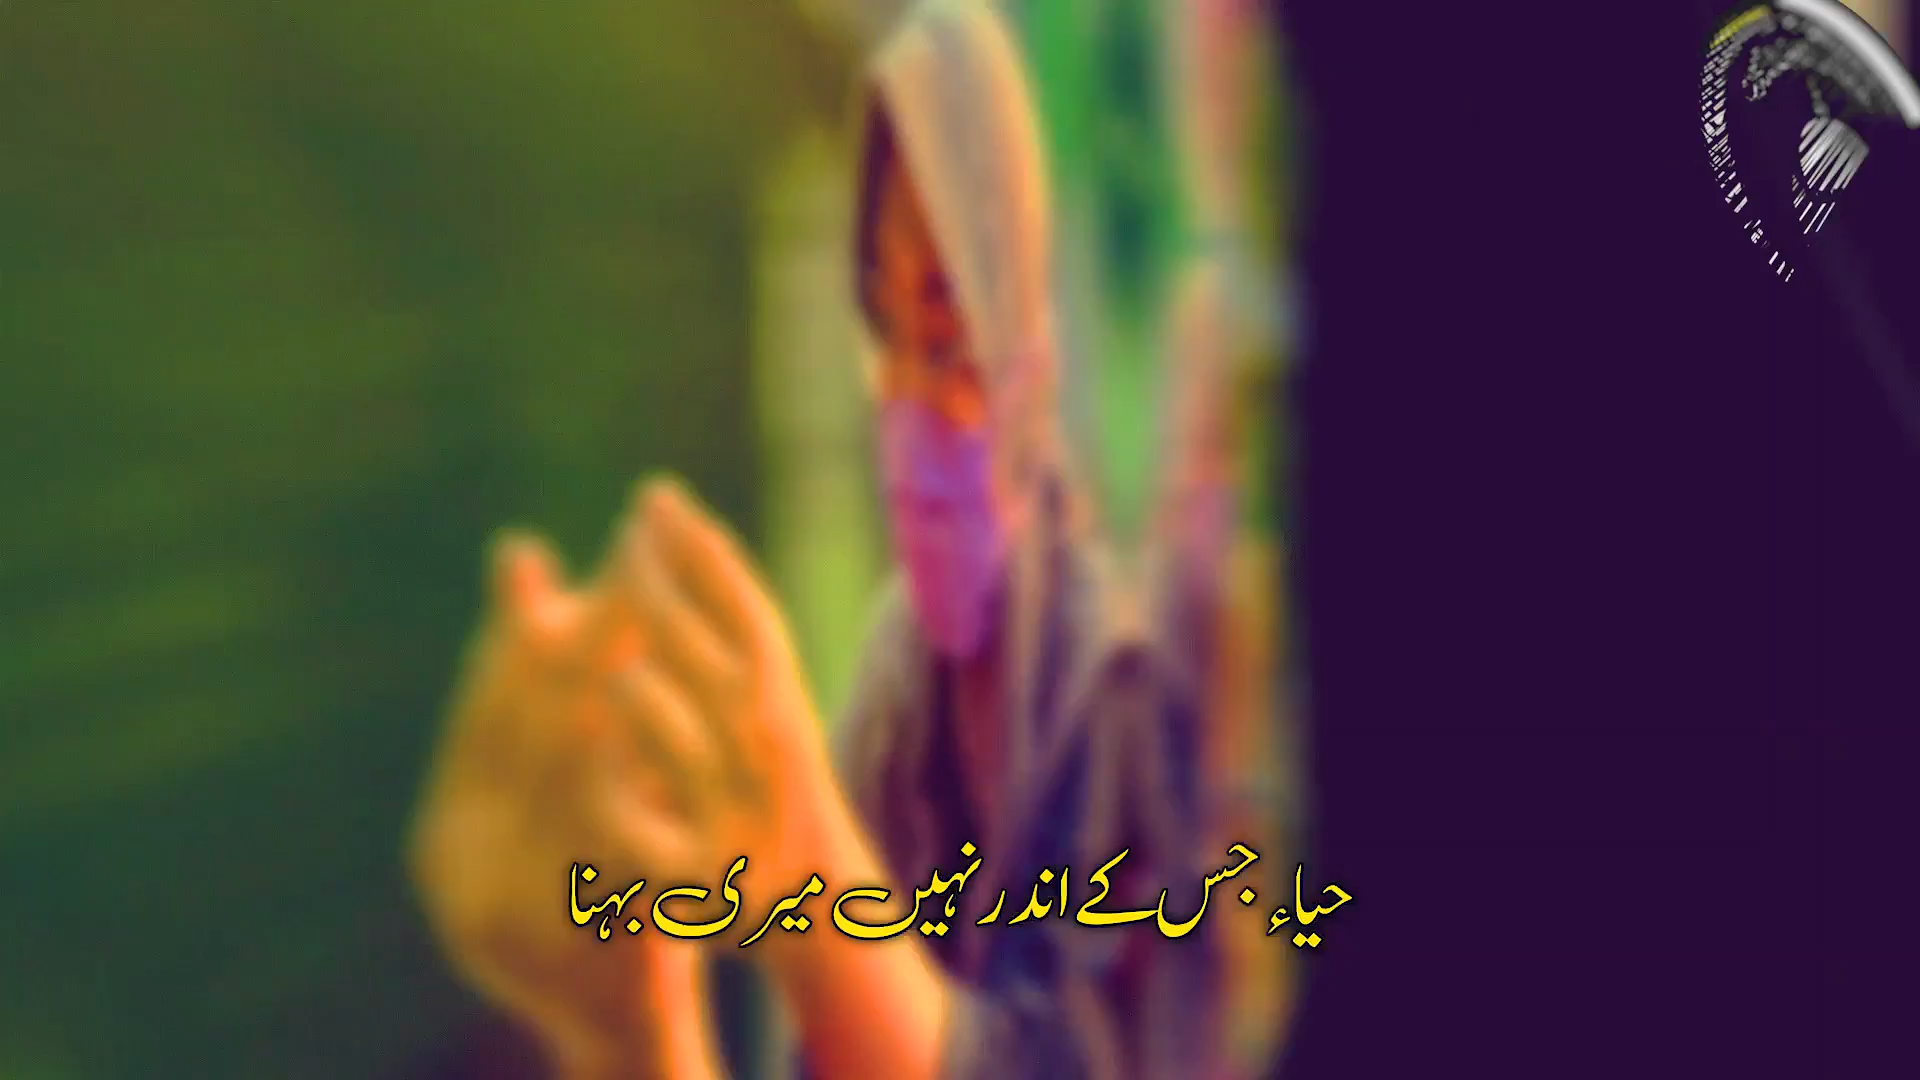 حیاء جس کے اندر نہیں میری بہنا